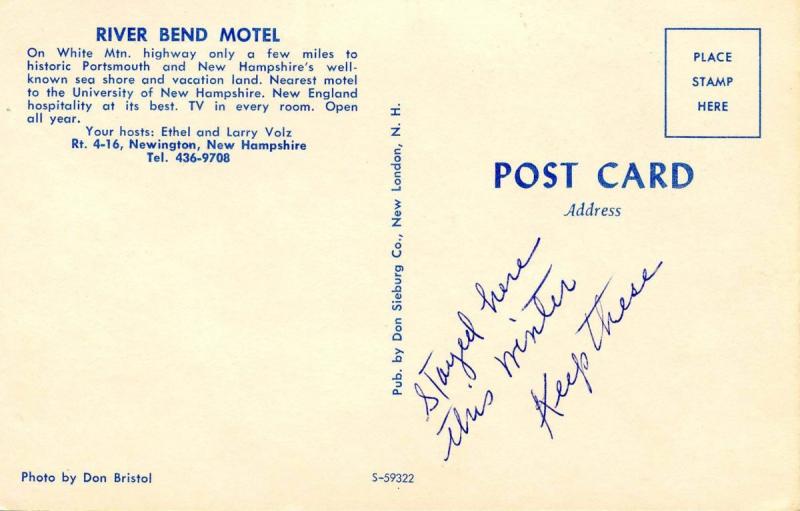 RIVER BEND MOTEL
On White Mtn. highway only a few miles to
historic Portsmouth and New Hampshire's well-
known sea shore and vacation land. Nearest motel
to the University of New Hampshire. New England
hospitality at its best. TV in every room. Open
all year.
Your hosts: Ethel and Larry Volz
Rt. 4-16, Newington, New Hampshire
Tel. 436-9708
Photo by Don Bristol
Pub. by Don Sieburg Co., New London, N. H.
S-59322
PLACE
STAMP
HERE
POST CARD
Address
Stayed here
this winter
Keep these